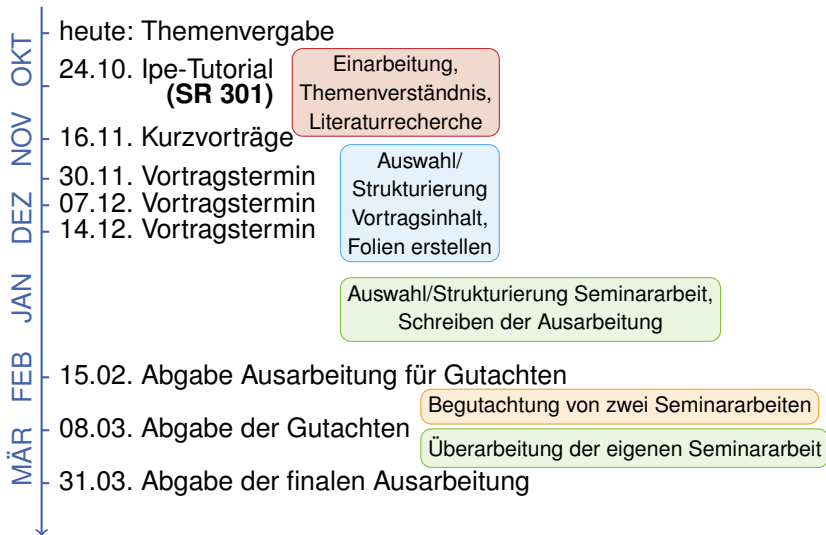 OKT
NOV
DEZ
JAN
FEB
MÄR
heute: Themenvergabe
24.10. Ipe-Tutorial
(SR 301)
Einarbeitung,
Themenverständnis,
Literaturrecherche
16.11. Kurzvorträge
30.11. Vortragstermin
07.12. Vortragstermin
14.12. Vortragstermin
Auswahl/
Strukturierung
Vortragsinhalt,
Folien erstellen
Auswahl/Strukturierung Seminararbeit,
Schreiben der Ausarbeitung
15.02. Abgabe Ausarbeitung für Gutachten
Begutachtung von zwei Seminararbeiten
08.03. Abgabe der Gutachten
Überarbeitung der eigenen Seminararbeit
31.03. Abgabe der finalen Ausarbeitung